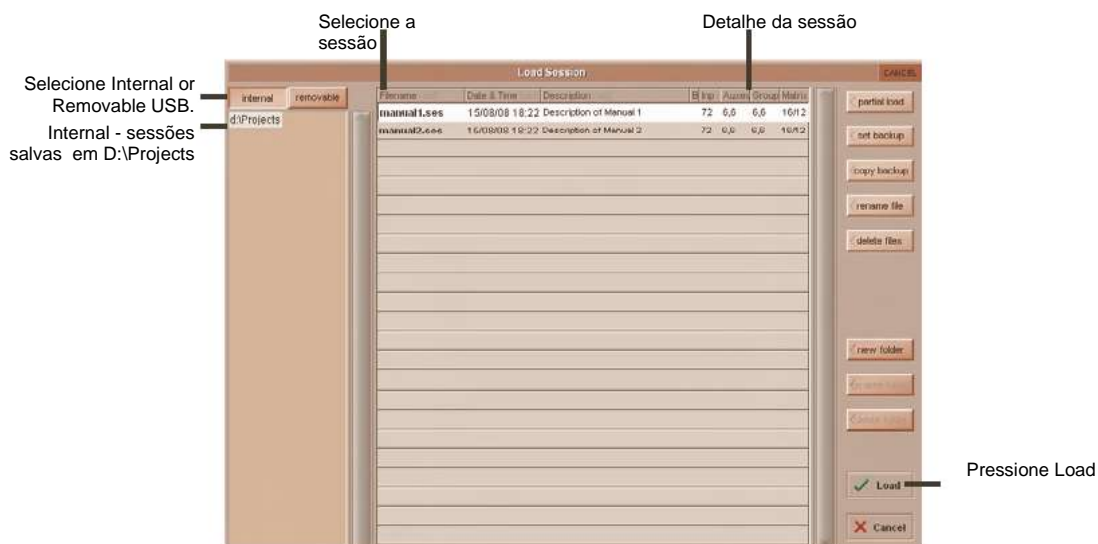 Selecione a
sessão
Detalhe da sessão
Selecione Internal or
Removable USB.
Internal - sessões
salvas em D:\Projects
Pressione Load
Load Session
CANCEL
internal
removable
d:\Projects
Filename Date & Time Description B Inp Auxes Group Matrix
manual1.ses 15/08/08 18:22 Description of Manual 1 72 6,6 6,6 16/12
manual2.ses 15/08/08 18:22 Description of Manual 2 72 6,6 6,6 16/12
partial load
set backup
copy backup
rename file
delete files
new folder
Load
Cancel